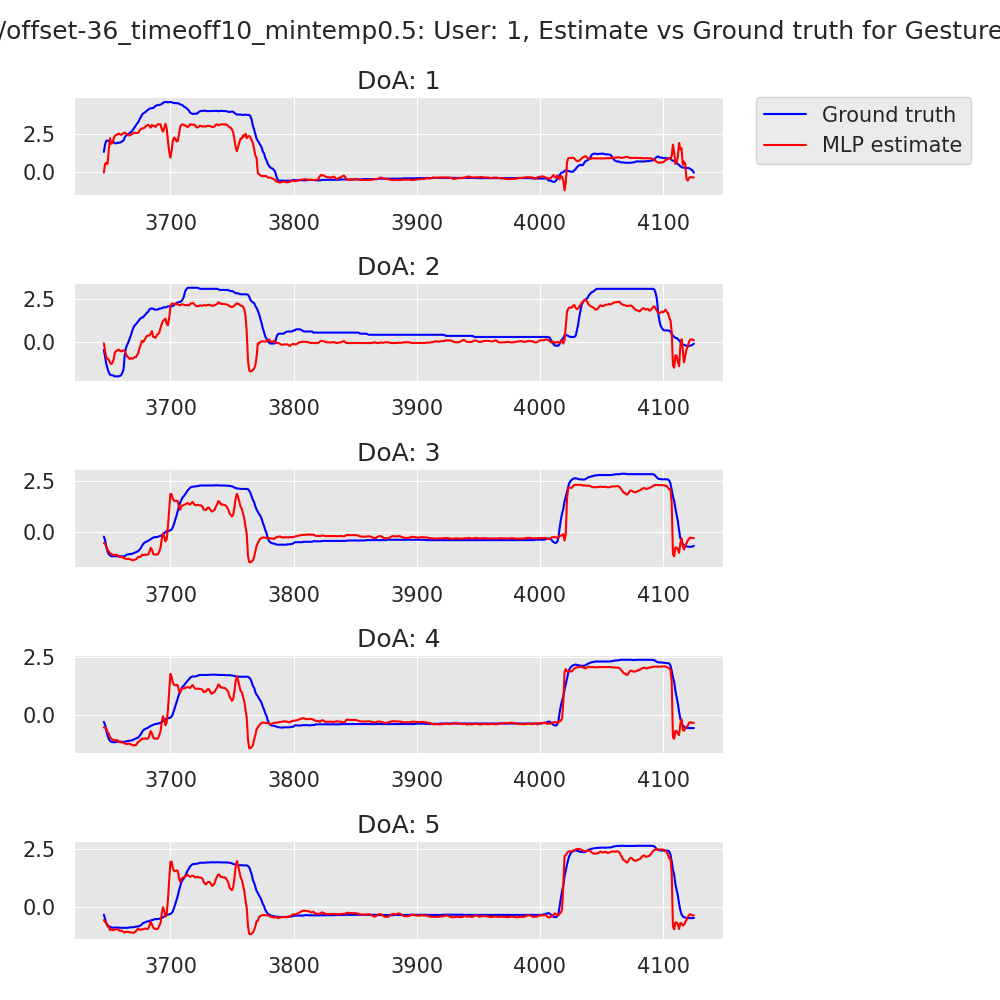 /offset-36_timeoff10_mintemp0.5: User: 1, Estimate vs Ground truth for Gesture
DoA: 1
Ground truth
MLP estimate
2.5
0.0
3700 3800 3900 4000 4100
DoA: 2
2.5
0.0
3700 3800 3900 4000 4100
DoA: 3
2.5
0.0
3700 3800 3900 4000 4100
DoA: 4
2.5
0.0
3700 3800 3900 4000 4100
DoA: 5
2.5
0.0
3700 3800 3900 4000 4100